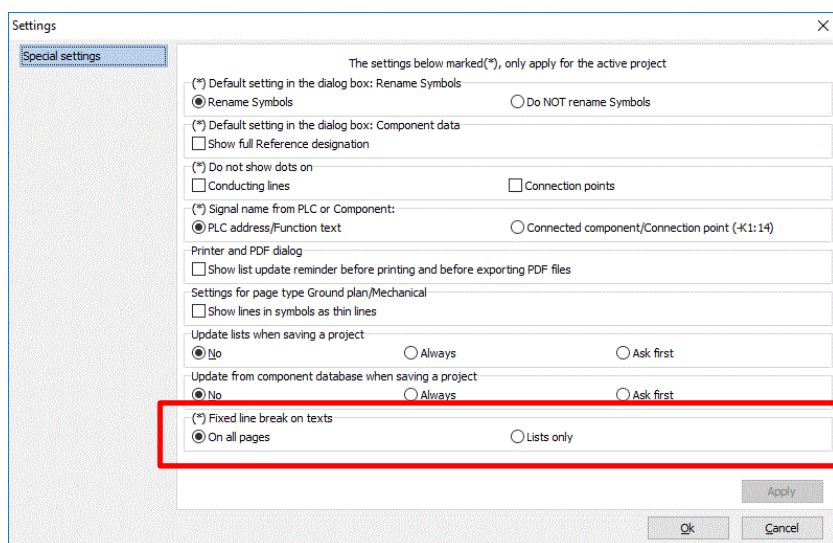 Settings
Special settings
The settings below marked(*), only apply for the active project
(*) Default setting in the dialog box: Rename Symbols
Rename Symbols Do NOT rename Symbols
(*) Default setting in the dialog box: Component data
Show full Reference designation
(*) Do not show dots on
Conducting lines Connection points
(*) Signal name from PLC or Component:
PLC address/Function text Connected component/Connection point (-K1:14)
Printer and PDF dialog
Show list update reminder before printing and before exporting PDF files
Settings for page type Ground plan/Mechanical
Show lines in symbols as thin lines
Update lists when saving a project
No Always Ask first
Update from component database when saving a project
No Always Ask first
(*) Fixed line break on texts
On all pages Lists only
Apply
Ok Cancel